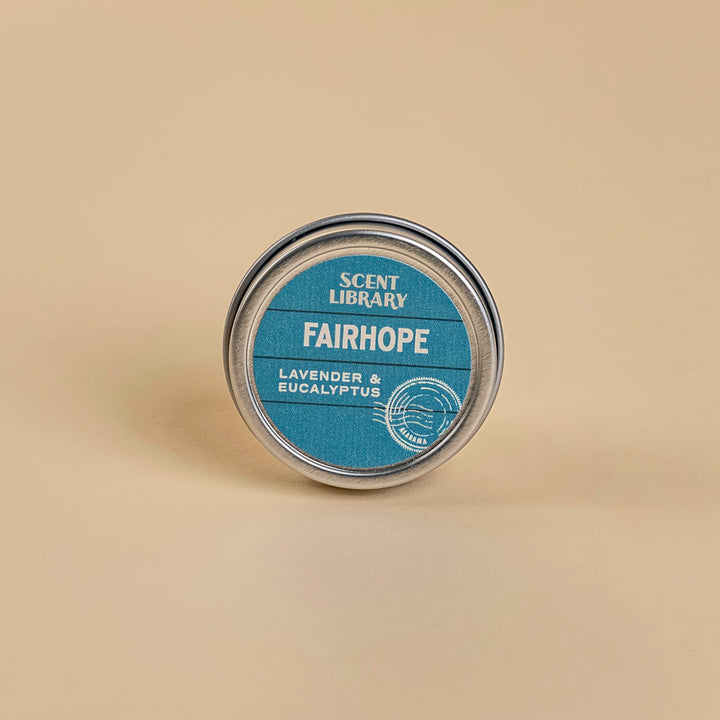 SCENT
LIBRARY
FAIRHOPE
LAVENDER &
EUCALYPTUS
ALABAMA